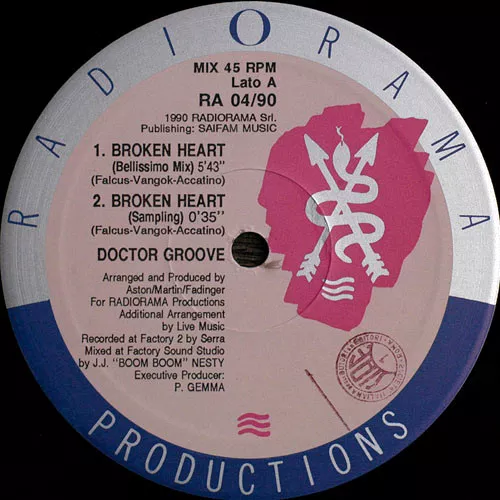 RADIORAMA
MIX 45 RPM
Lato A
RA 04/90
1990 RADIORAMA Srl.
Publishing: SAIFAM MUSIC
1. BROKEN HEART
(Bellissimo Mix) 5'43"
(Falcus-Vangok-Accatino)
2. BROKEN HEART
(Sampling) 0'35"
(Falcus-Vangok-Accatino)
DOCTOR GROOVE
Arranged and Produced by
Aston/Martin/Fadinger
For RADIORAMA Productions
Additional Arrangement
by Live Music
Recorded at Factory 2 by Serra
Mixed at Factory Sound Studio
by J.J. "BOOM BOOM" NESTY
Executive Producer:
P. GEMMA
PRODUCTIONS